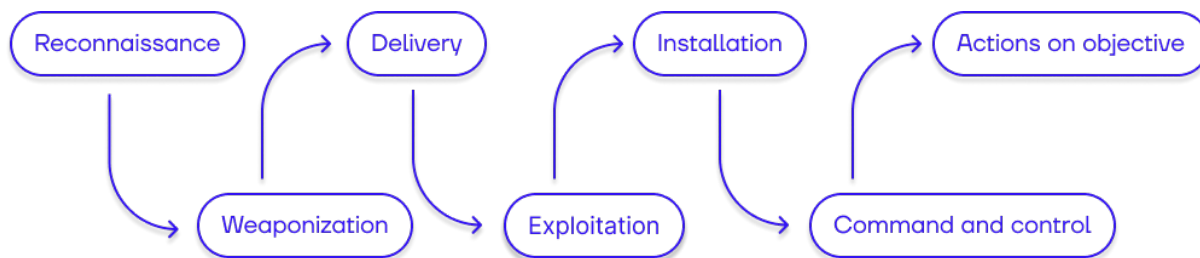 Reconnaissance
Weaponization
Delivery
Exploitation
Installation
Command and control
Actions on objective